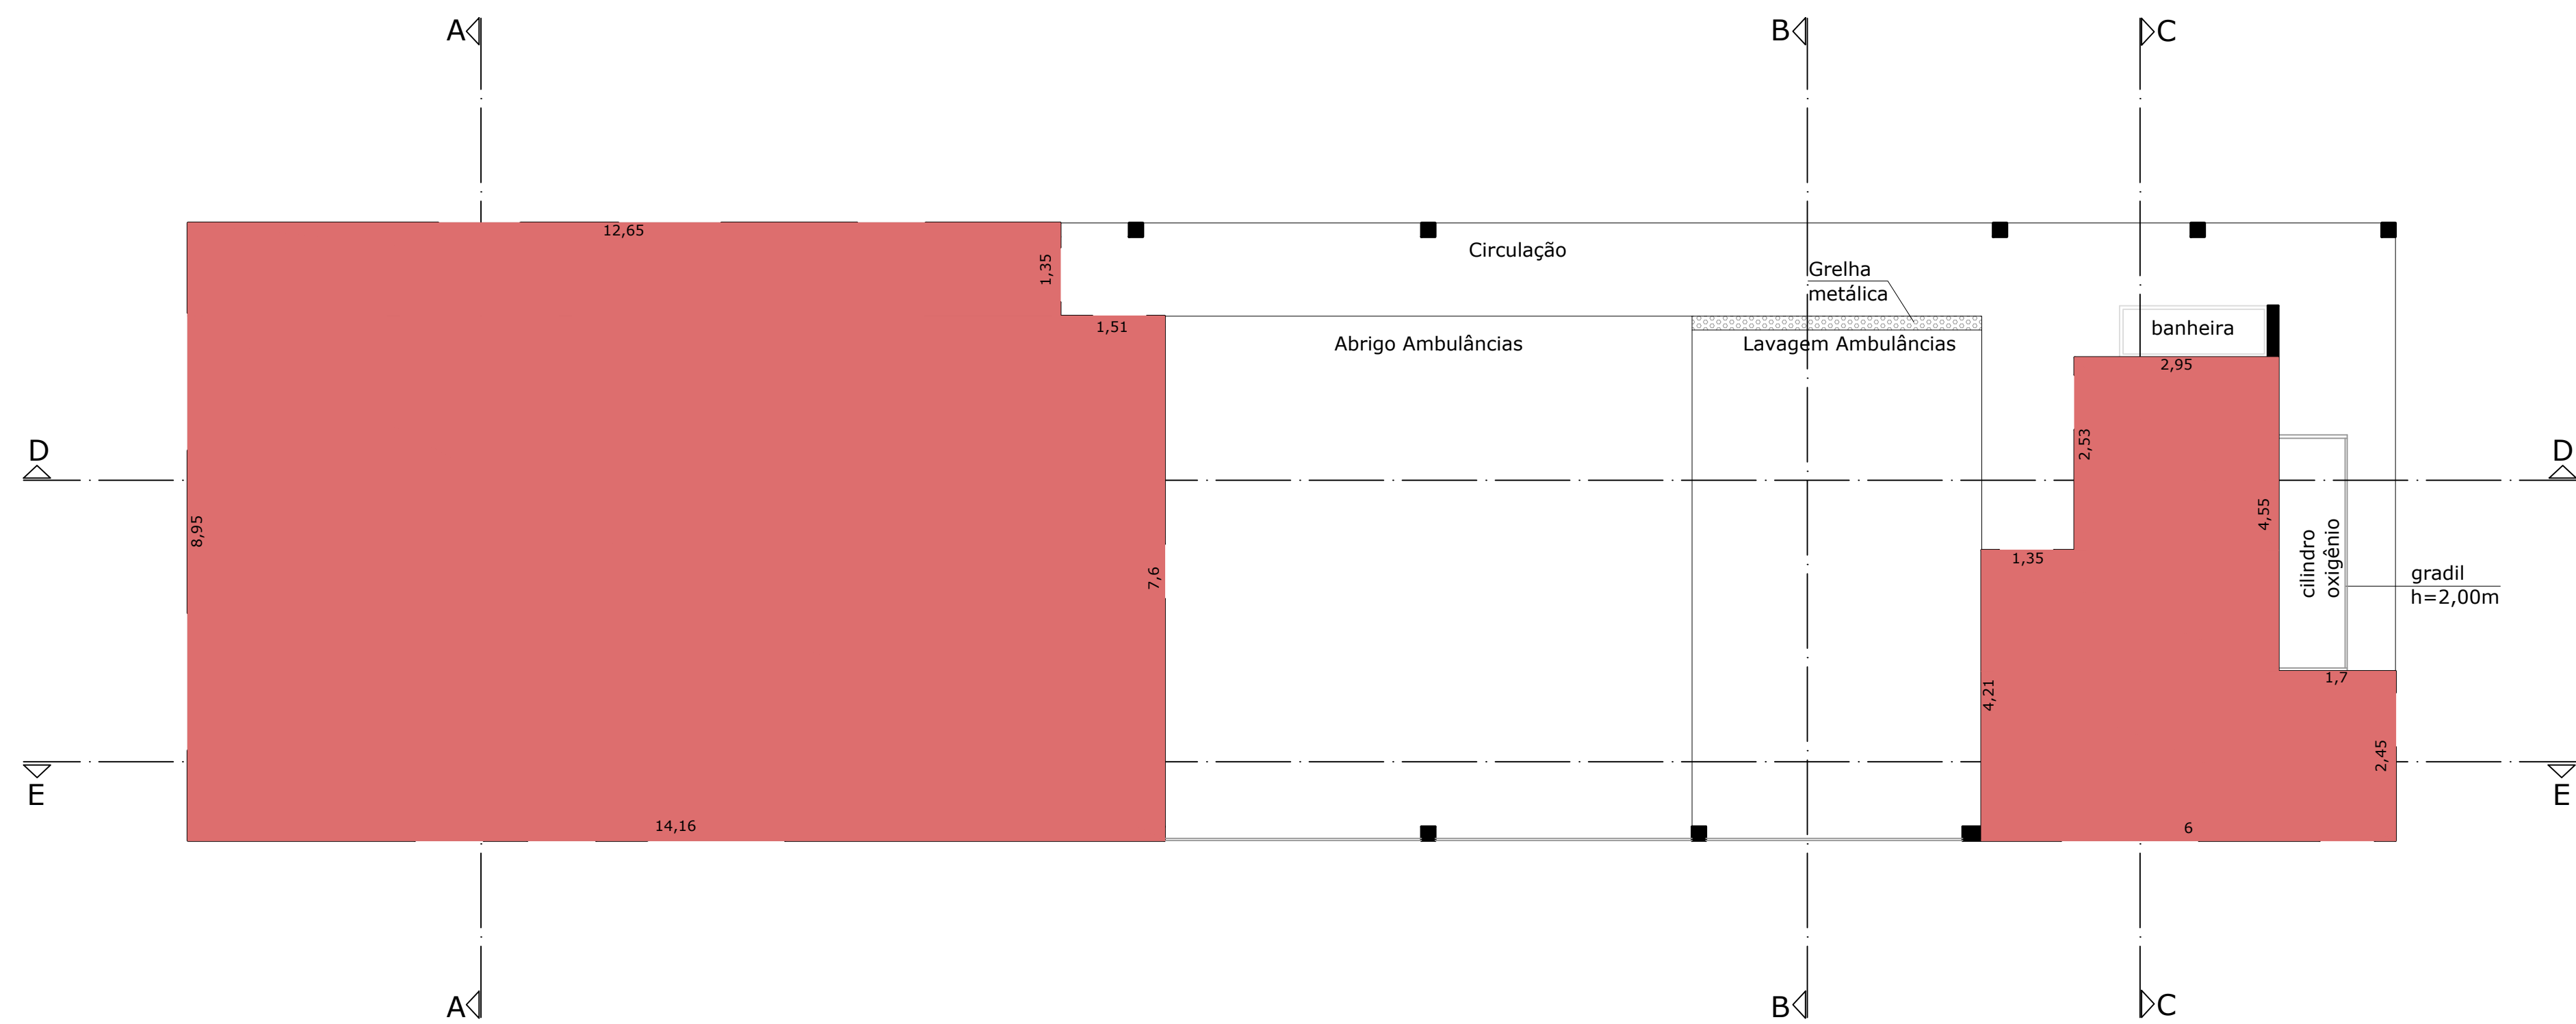 A
B
C
12,65
1,35
Circulação
Grelha
metálica
1,51
banheira
Abrigo Ambulâncias
Lavagem Ambulâncias
2,95
D
D
2,53
8,95
4,55
7,6
1,35
cilindro
oxigênio
gradil
h=2,00m
4,21
1,7
2,45
E
E
14,16
6
A
B
C